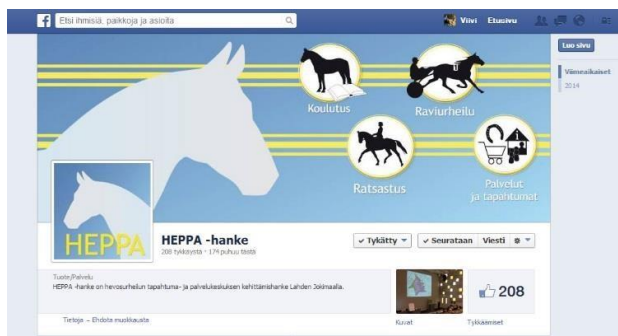 Etsi ihmisiä, paikkoja ja asioita
Viivi Etusivu
Luo sivu
Viimeaikaiset
2014
Koulutus
Raviurheilu
Ratsastus
Palvelut
ja tapahtumat
HEPPA
HEPPA -hanke
208 tykkäystä · 174 puhuu tästä
Tykätty
Seurataan
Viesti
Tuote/Palvelu
HEPPA -hanke on hevosurheilun tapahtuma- ja palvelukeskuksen kehittämishanke Lahden Jokimaalla.
Tietoja – Ehdota muokkausta
208
Kuvat
Tykkäämiset